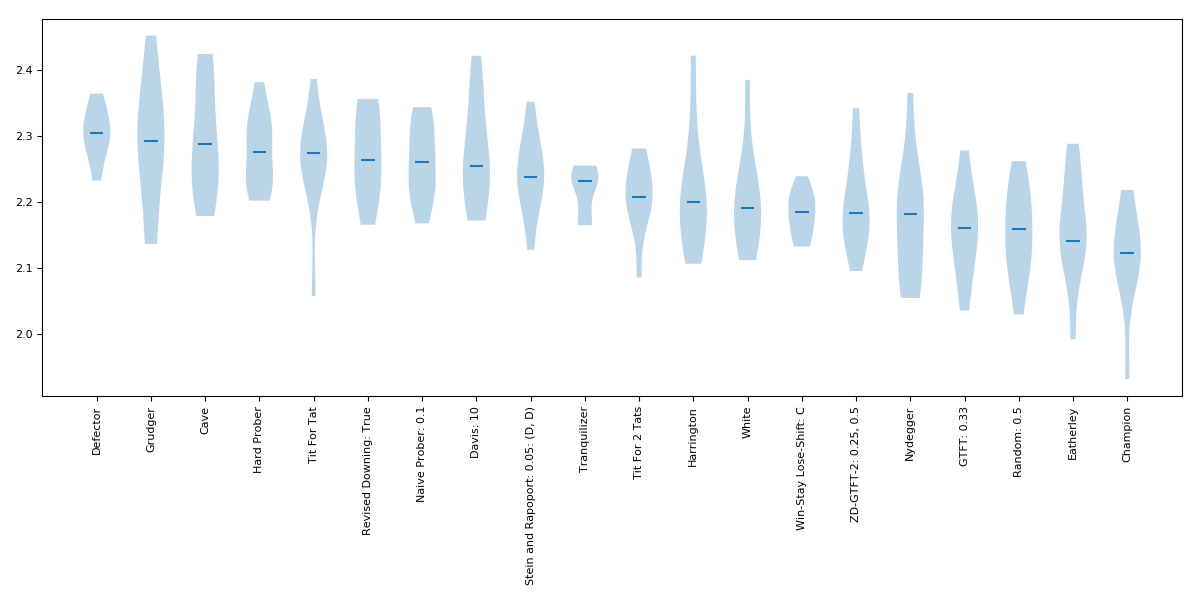 2.4
2.3
2.2
2.1
2.0
Defector
Grudger
Cave
Hard Prober
Tit For Tat
Revised Downing: True
Naive Prober: 0.1
Davis: 10
Stein and Rapoport: 0.05: (D, D)
Tranquilizer
Tit For 2 Tats
Harrington
White
Win-Stay Lose-Shift: C
ZD-GTFT-2: 0.25, 0.5
Nydegger
GTFT: 0.33
Random: 0.5
Eatherley
Champion